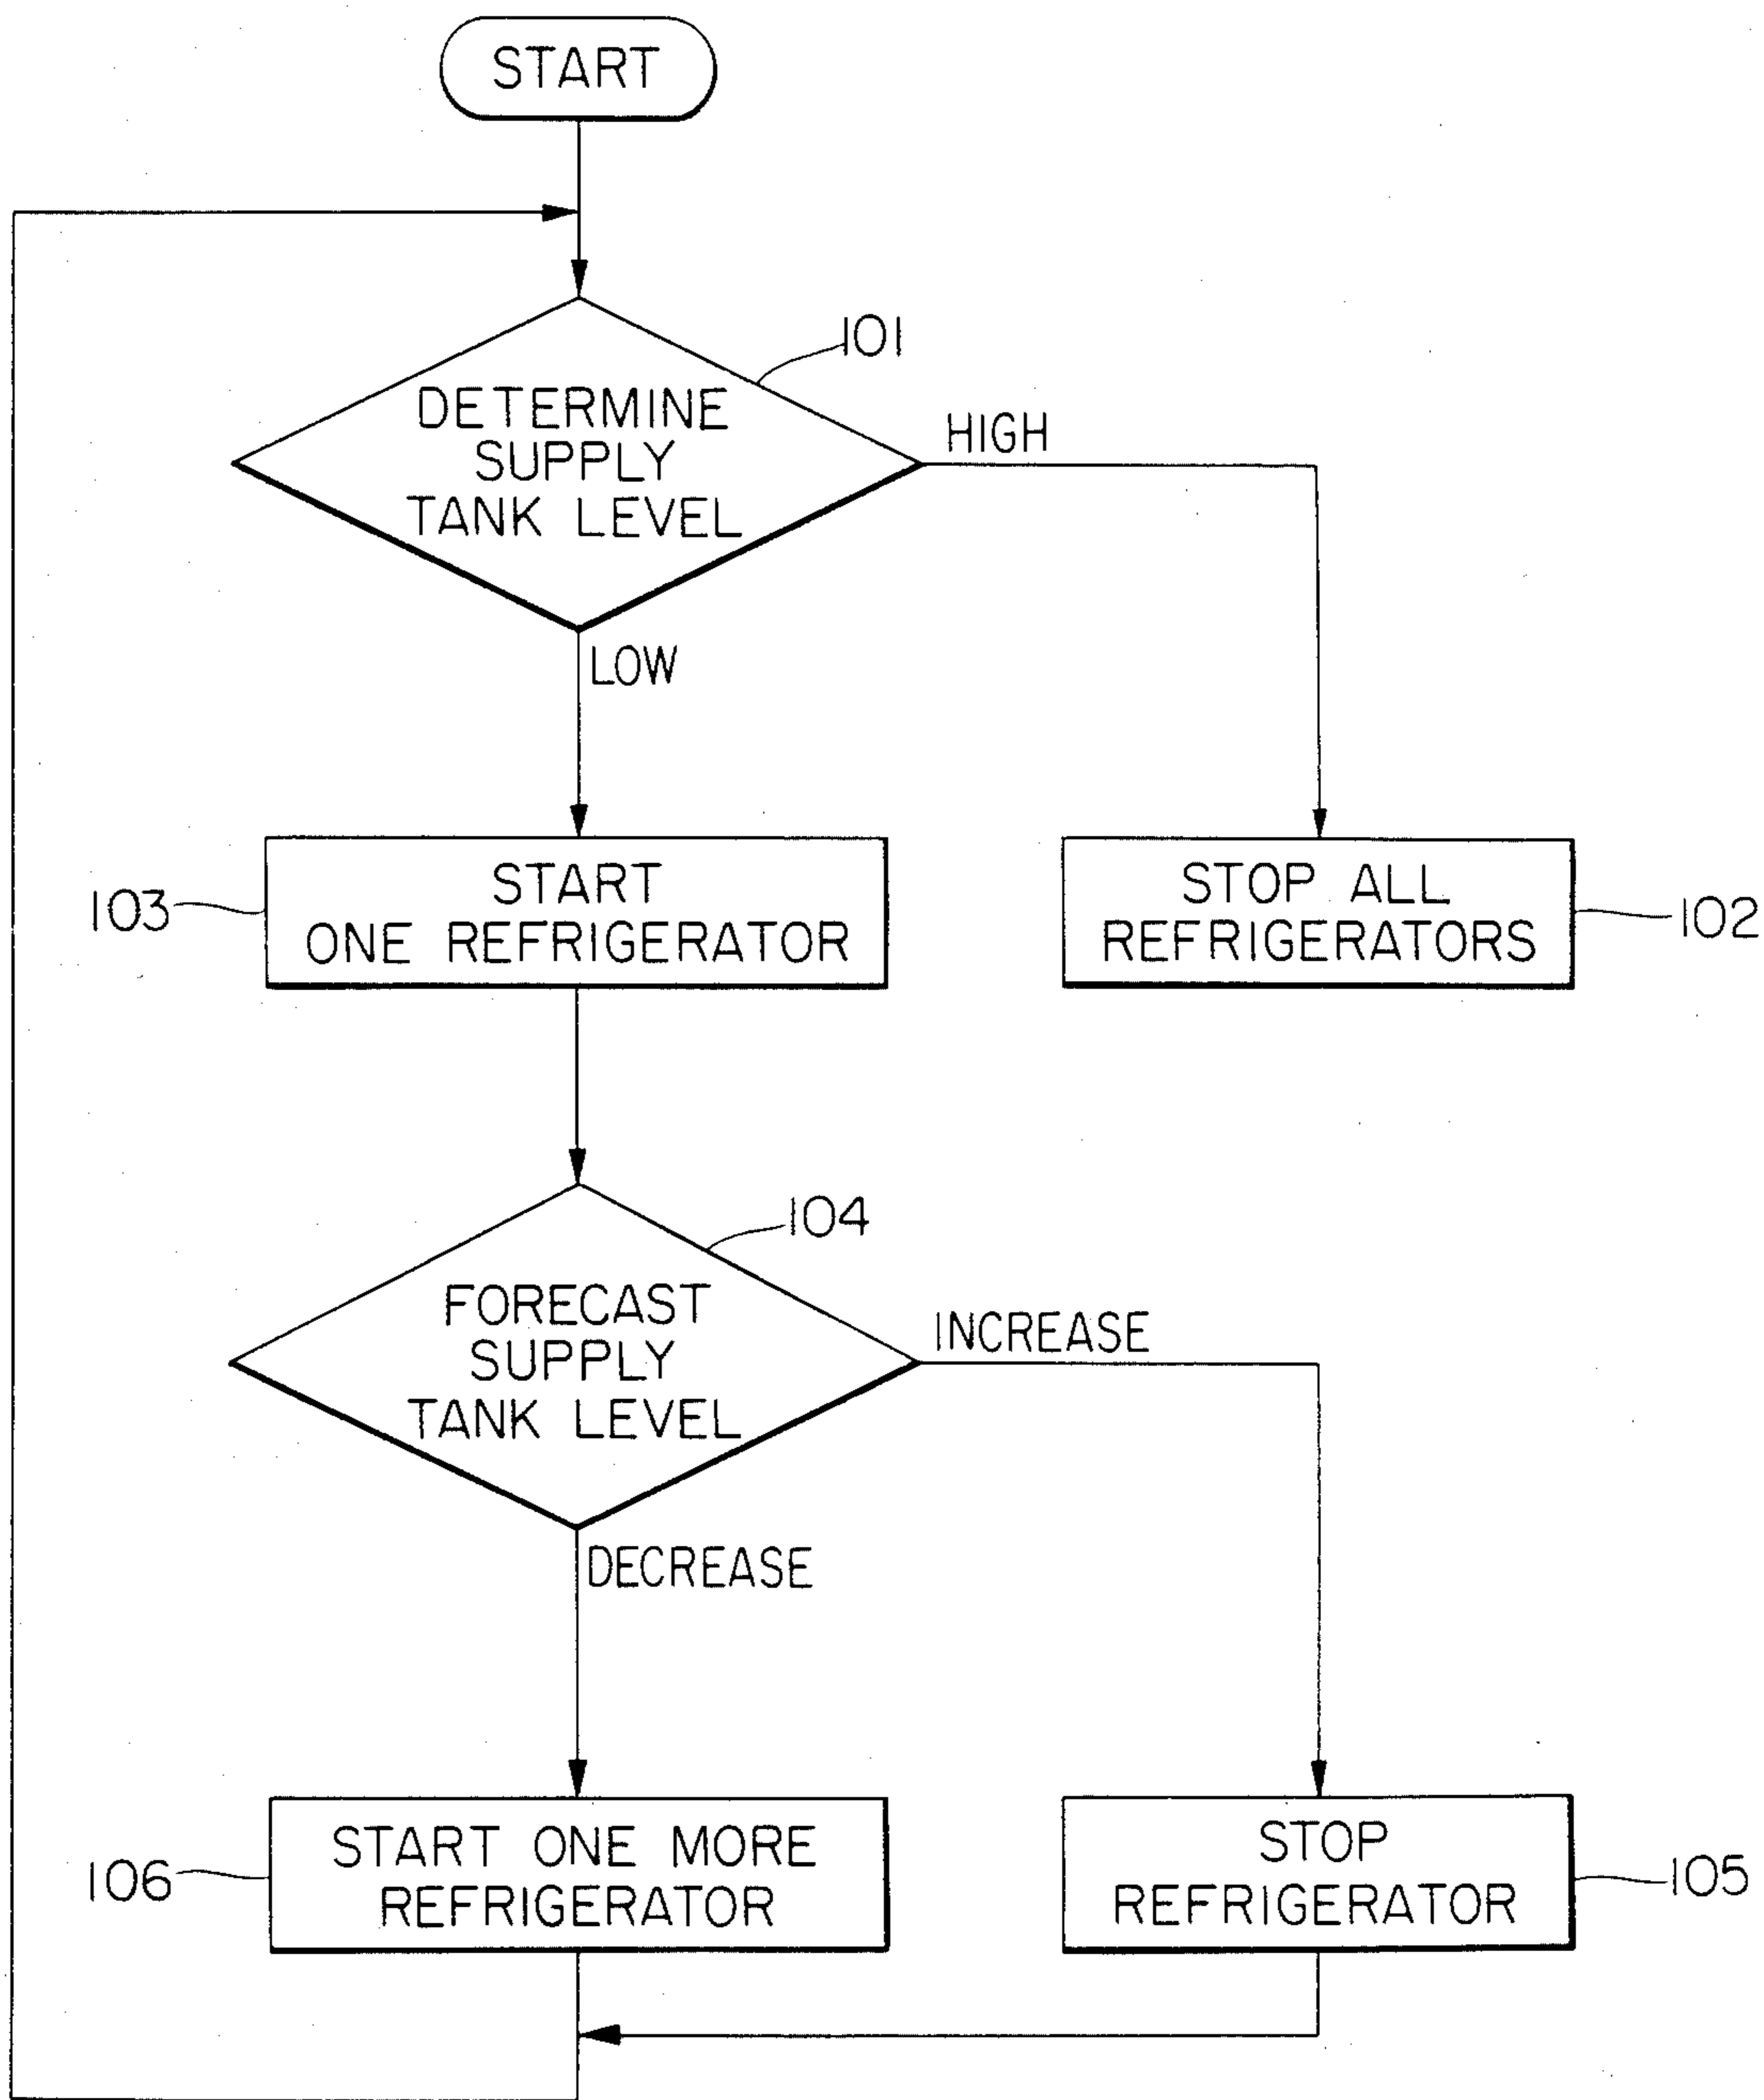 START
101
DETERMINE
SUPPLY
TANK LEVEL
HIGH
LOW
103
START
ONE REFRIGERATOR
STOP ALL
REFRIGERATORS
102
104
FORECAST
SUPPLY
TANK LEVEL
INCREASE
DECREASE
106
START ONE MORE
REFRIGERATOR
STOP
REFRIGERATOR
105